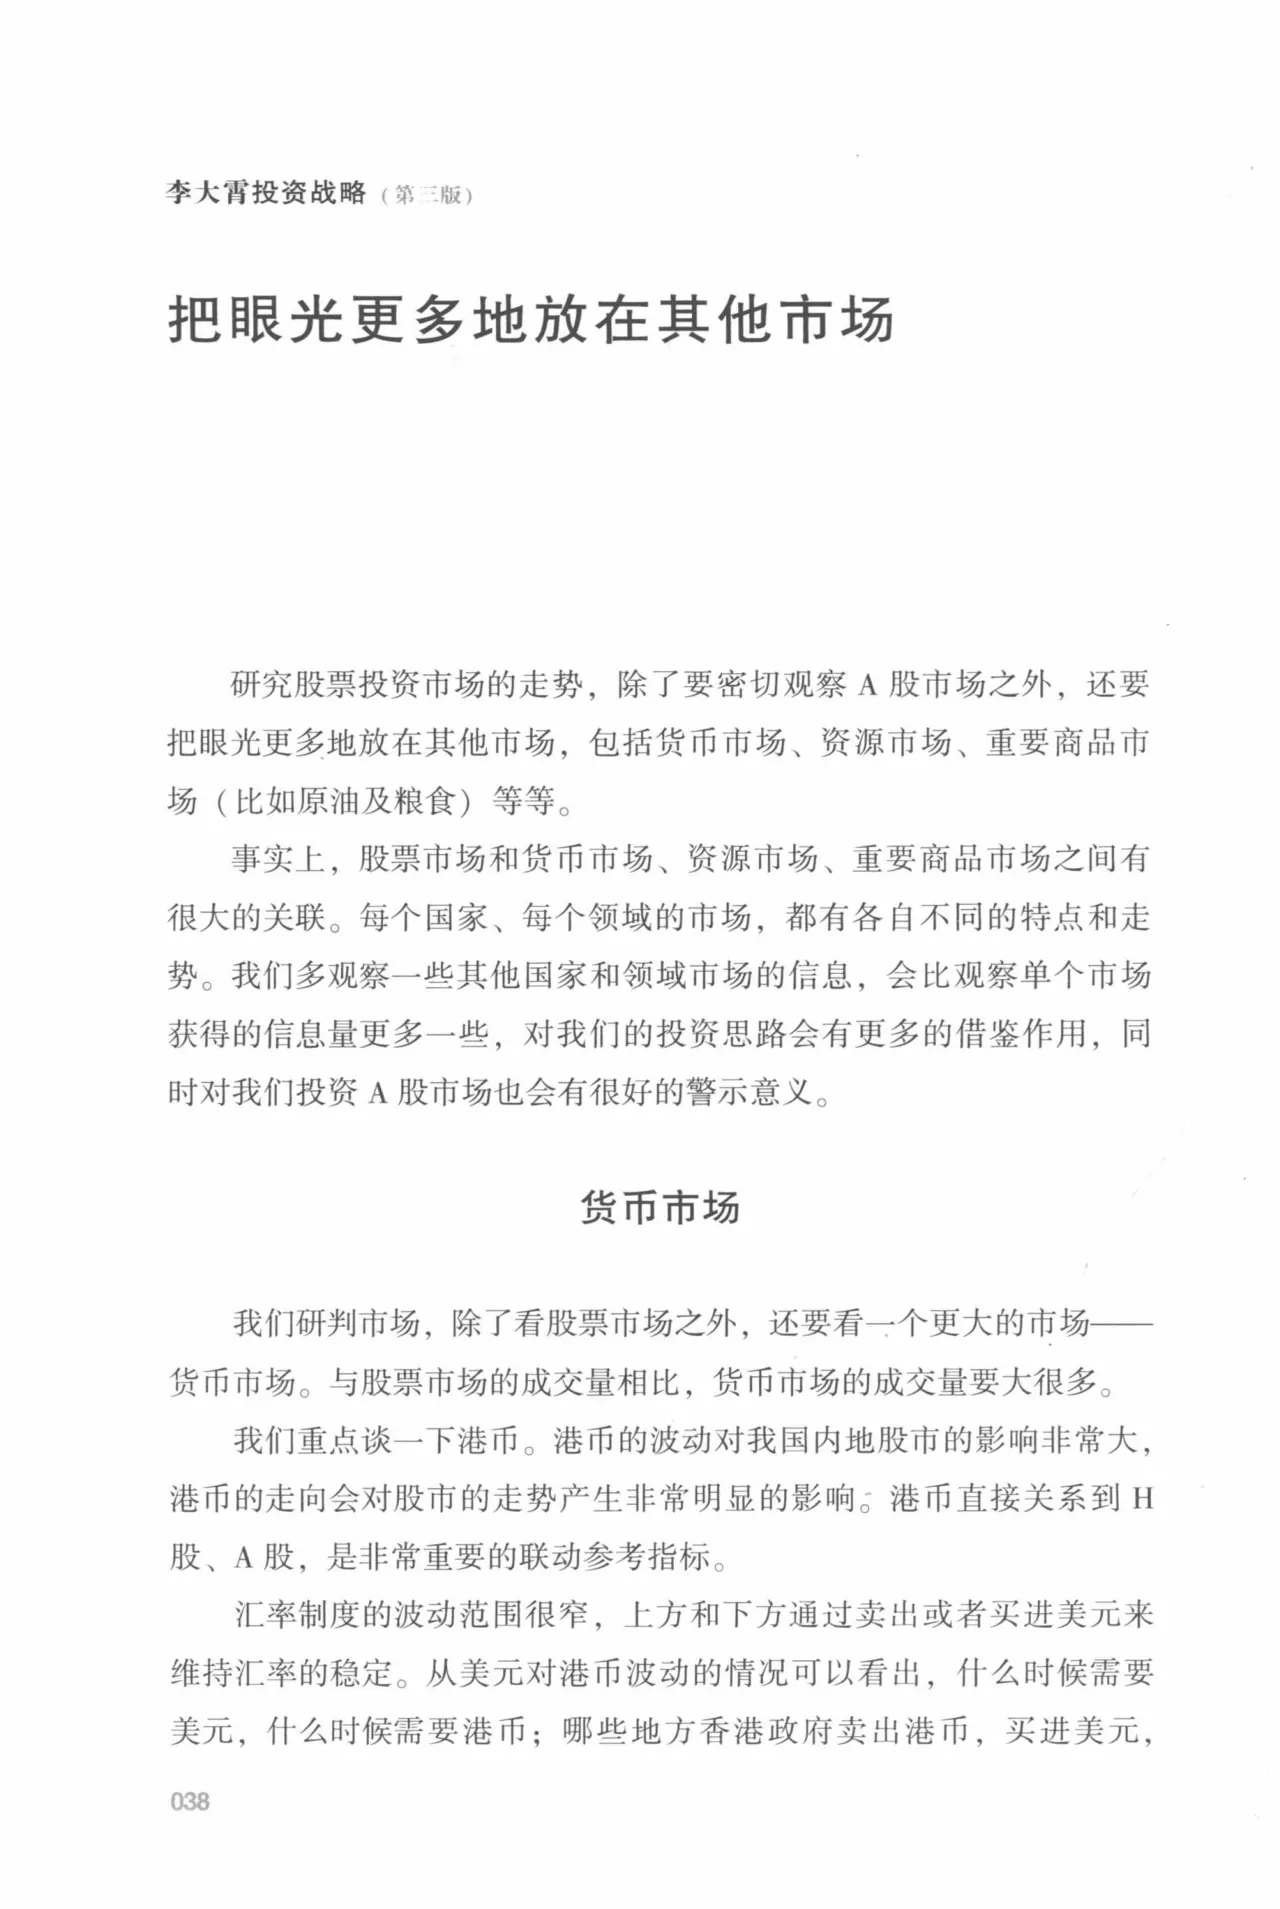 李大霄投资战略（第三版）
把眼光更多地放在其他市场
研究股票投资市场的走势，除了要密切观察 A 股市场之外，还要
把眼光更多地放在其他市场，包括货币市场、资源市场、重要商品市
场（比如原油及粮食）等等。
事实上，股票市场和货币市场、资源市场、重要商品市场之间有
很大的关联。每个国家、每个领域的市场，都有各自不同的特点和走
势。我们多观察一些其他国家和领域市场的信息，会比观察单个市场
获得的信息量更多一些，对我们的投资思路会有更多的借鉴作用，同
时对我们投资 A 股市场也会有很好的警示意义。
货币市场
我们研判市场，除了看股票市场之外，还要看一个更大的市场——
货币市场。与股票市场的成交量相比，货币市场的成交量要大很多。
我们重点谈一下港币。港币的波动对我国内地股市的影响非常大，
港币的走向会对股市的走势产生非常明显的影响。港币直接关系到 H
股、A 股，是非常重要的联动参考指标。
汇率制度的波动范围很窄，上方和下方通过卖出或者买进美元来
维持汇率的稳定。从美元对港币波动的情况可以看出，什么时候需要
美元，什么时候需要港币；哪些地方香港政府卖出港币，买进美元，
038